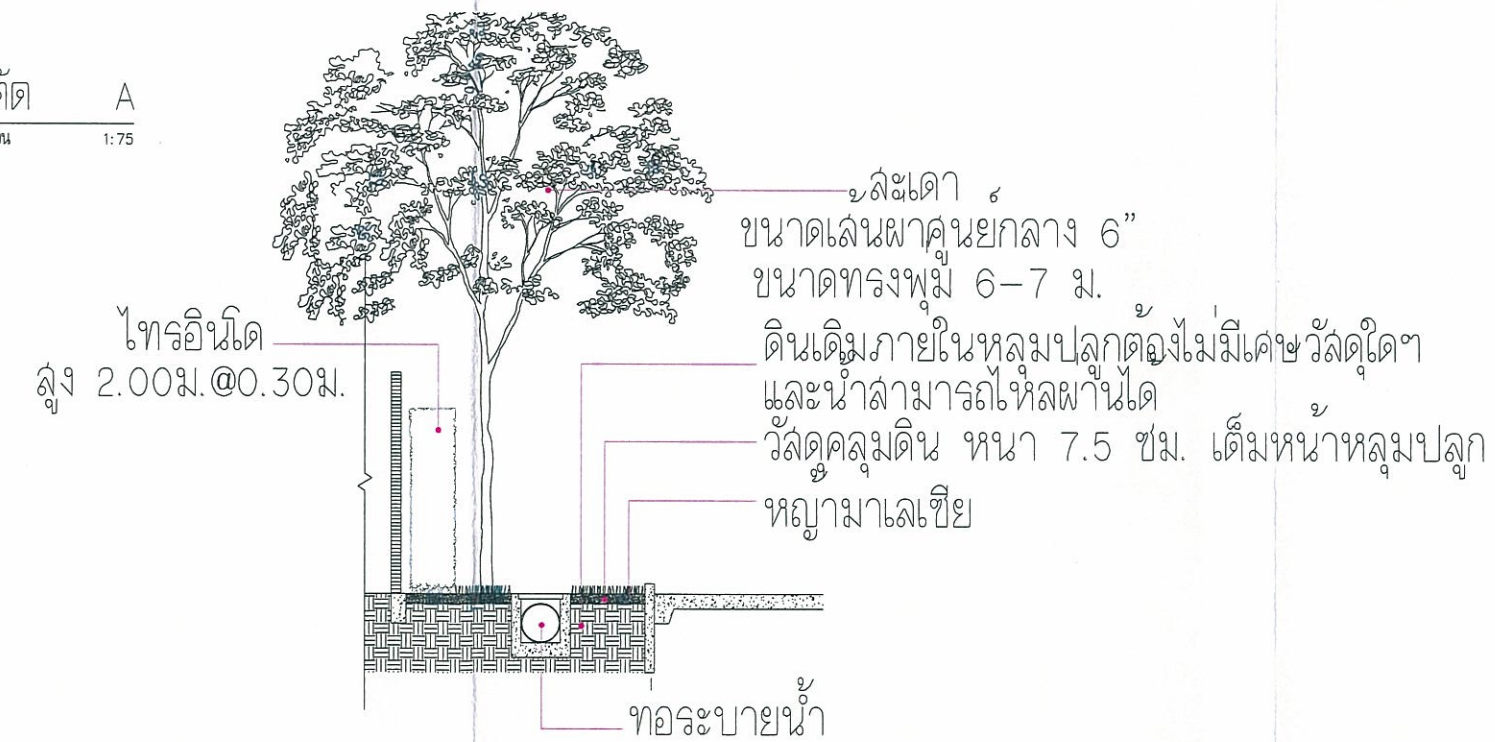 A
1:75
สะเดา
ขนาดเส้นผาศูนย์กลาง 6”
ขนาดทรงพุ่ม 6-7 ม.
ไทรอินโด
สูง 2.00ม.@0.30ม.
ดินเดิมภายในหลุมปลูกต้องไม่มีเศษวัสดุใดๆ
และน้ำสามารถไหลผ่านได้
วัสดุคลุมดิน หนา 7.5 ซม. เต็มหน้าหลุมปลูก
หญ้ามาเลเซีย
ทอระบายน้ำ